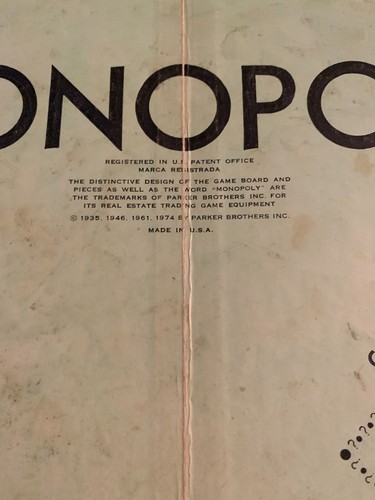 ONOPO
REGISTERED IN U.S. PATENT OFFICE
MARCA REGISTRADA
THE DISTINCTIVE DESIGN OF THE GAME BOARD AND
PIECES AS WELL AS THE WORD "MONOPOLY" ARE
THE TRADEMARKS OF PARKER BROTHERS INC. FOR
ITS REAL ESTATE TRADING GAME EQUIPMENT
© 1935, 1946, 1961, 1974 BY PARKER BROTHERS INC.
MADE IN U.S.A.